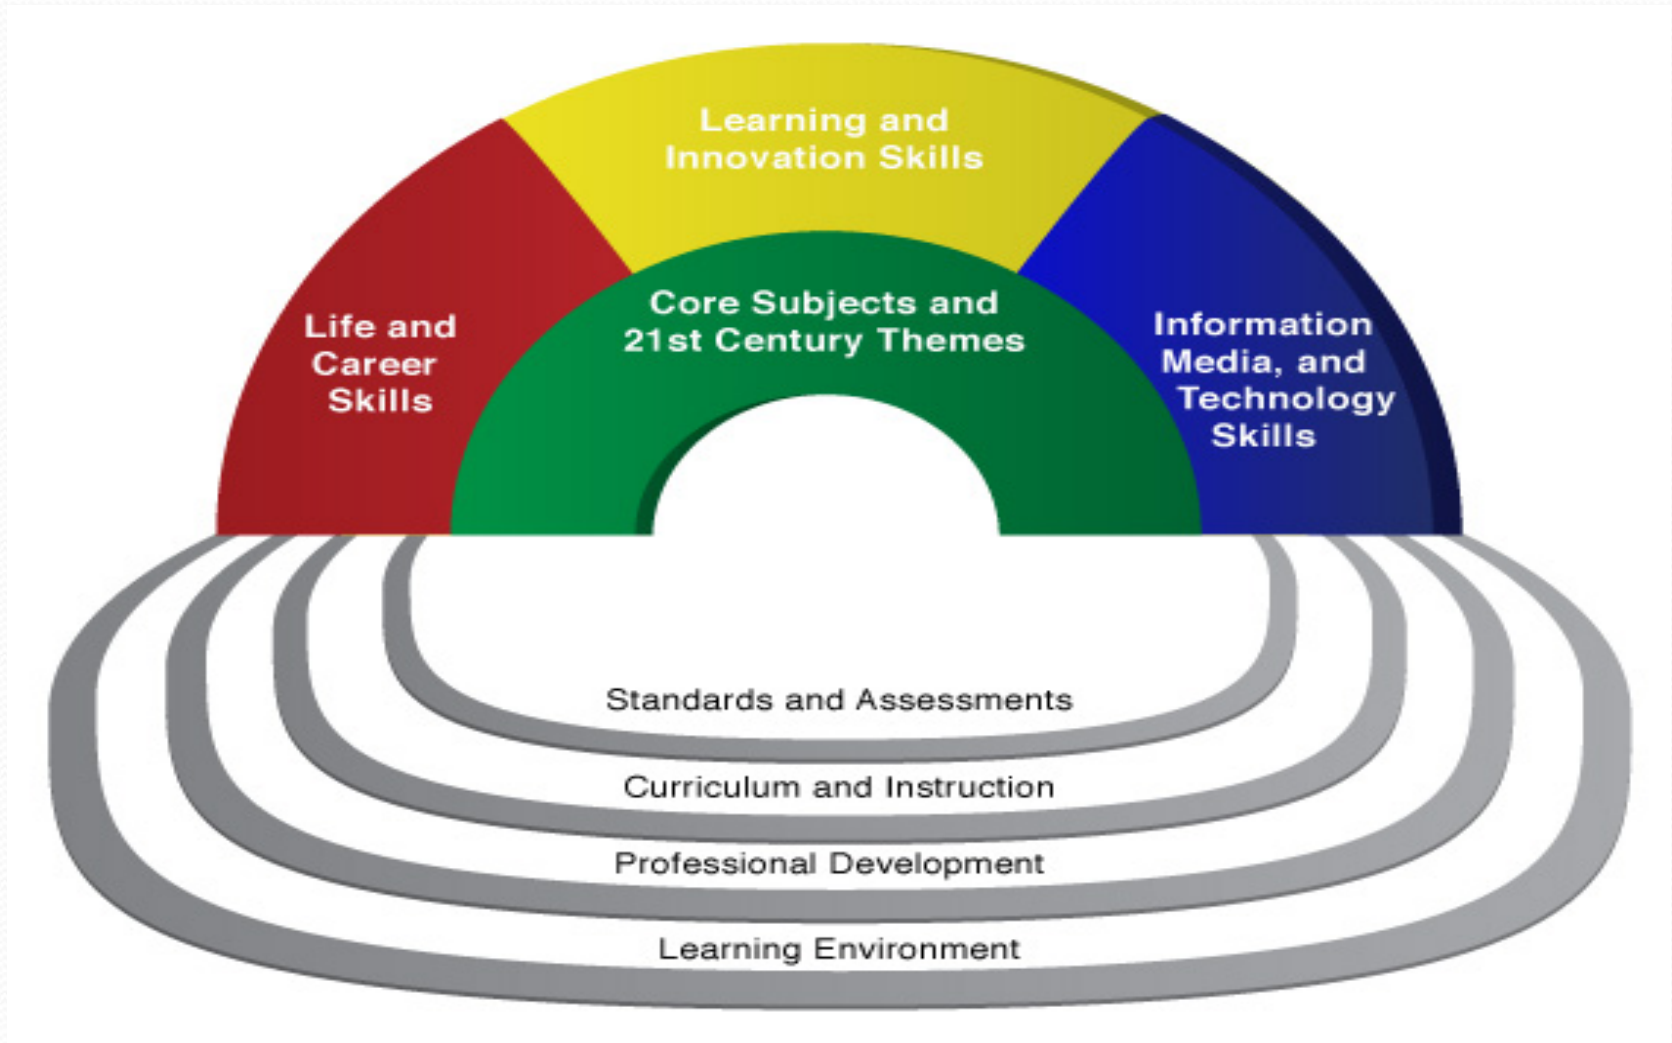 Learning and
Innovation Skills
Core Subjects and
21st Century Themes
Life and
Career
Skills
Information
Media, and
Technology
Skills
Standards and Assessments
Curriculum and Instruction
Professional Development
Learning Environment